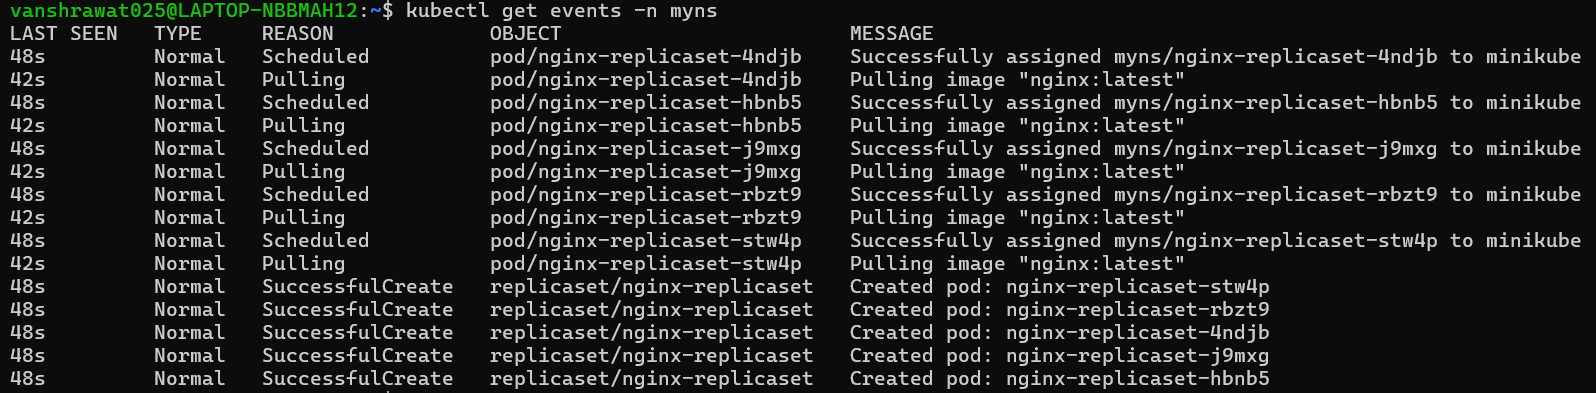 vanshrawat025@LAPTOP-NBBMAH12:~$ kubectl get events -n myns
LAST SEEN   TYPE     REASON             OBJECT                        MESSAGE
48s         Normal   Scheduled          pod/nginx-replicaset-4ndjb    Successfully assigned myns/nginx-replicaset-4ndjb to minikube
42s         Normal   Pulling            pod/nginx-replicaset-4ndjb    Pulling image "nginx:latest"
48s         Normal   Scheduled          pod/nginx-replicaset-hbnb5    Successfully assigned myns/nginx-replicaset-hbnb5 to minikube
42s         Normal   Pulling            pod/nginx-replicaset-hbnb5    Pulling image "nginx:latest"
48s         Normal   Scheduled          pod/nginx-replicaset-j9mxg    Successfully assigned myns/nginx-replicaset-j9mxg to minikube
42s         Normal   Pulling            pod/nginx-replicaset-j9mxg    Pulling image "nginx:latest"
48s         Normal   Scheduled          pod/nginx-replicaset-rbzt9    Successfully assigned myns/nginx-replicaset-rbzt9 to minikube
42s         Normal   Pulling            pod/nginx-replicaset-rbzt9    Pulling image "nginx:latest"
48s         Normal   Scheduled          pod/nginx-replicaset-stw4p    Successfully assigned myns/nginx-replicaset-stw4p to minikube
42s         Normal   Pulling            pod/nginx-replicaset-stw4p    Pulling image "nginx:latest"
48s         Normal   SuccessfulCreate   replicaset/nginx-replicaset   Created pod: nginx-replicaset-stw4p
48s         Normal   SuccessfulCreate   replicaset/nginx-replicaset   Created pod: nginx-replicaset-rbzt9
48s         Normal   SuccessfulCreate   replicaset/nginx-replicaset   Created pod: nginx-replicaset-4ndjb
48s         Normal   SuccessfulCreate   replicaset/nginx-replicaset   Created pod: nginx-replicaset-j9mxg
48s         Normal   SuccessfulCreate   replicaset/nginx-replicaset   Created pod: nginx-replicaset-hbnb5